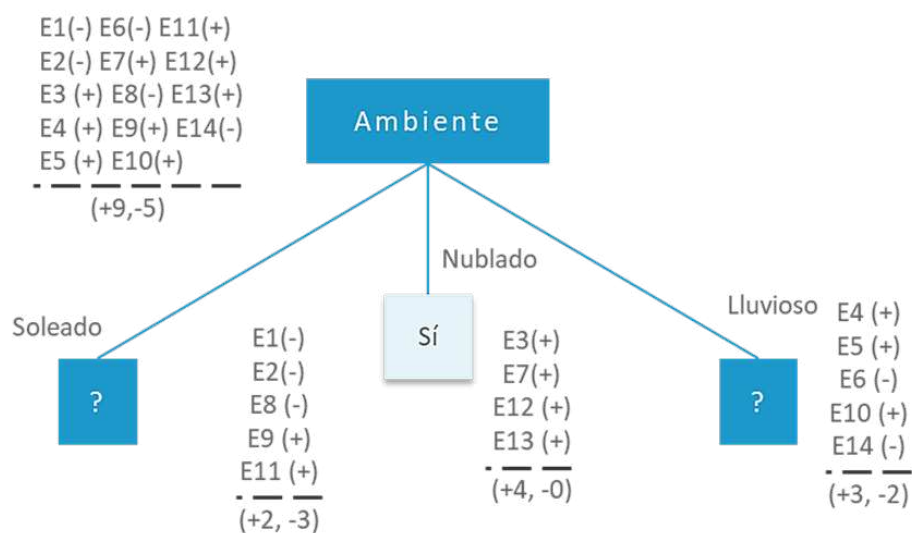 E1(-) E6(-) E11(+)
E2(-) E7(+) E12(+)
E3 (+) E8(-) E13(+)
E4 (+) E9(+) E14(-)
E5 (+) E10(+)
(+9,-5)
Ambiente
Soleado
?
E1(-)
E2(-)
E8 (-)
E9 (+)
E11 (+)
(+2, -3)
Nublado
Sí
E3(+)
E7(+)
E12 (+)
E13 (+)
(+4, -0)
Lluvioso
?
E4 (+)
E5 (+)
E6 (-)
E10 (+)
E14 (-)
(+3, -2)